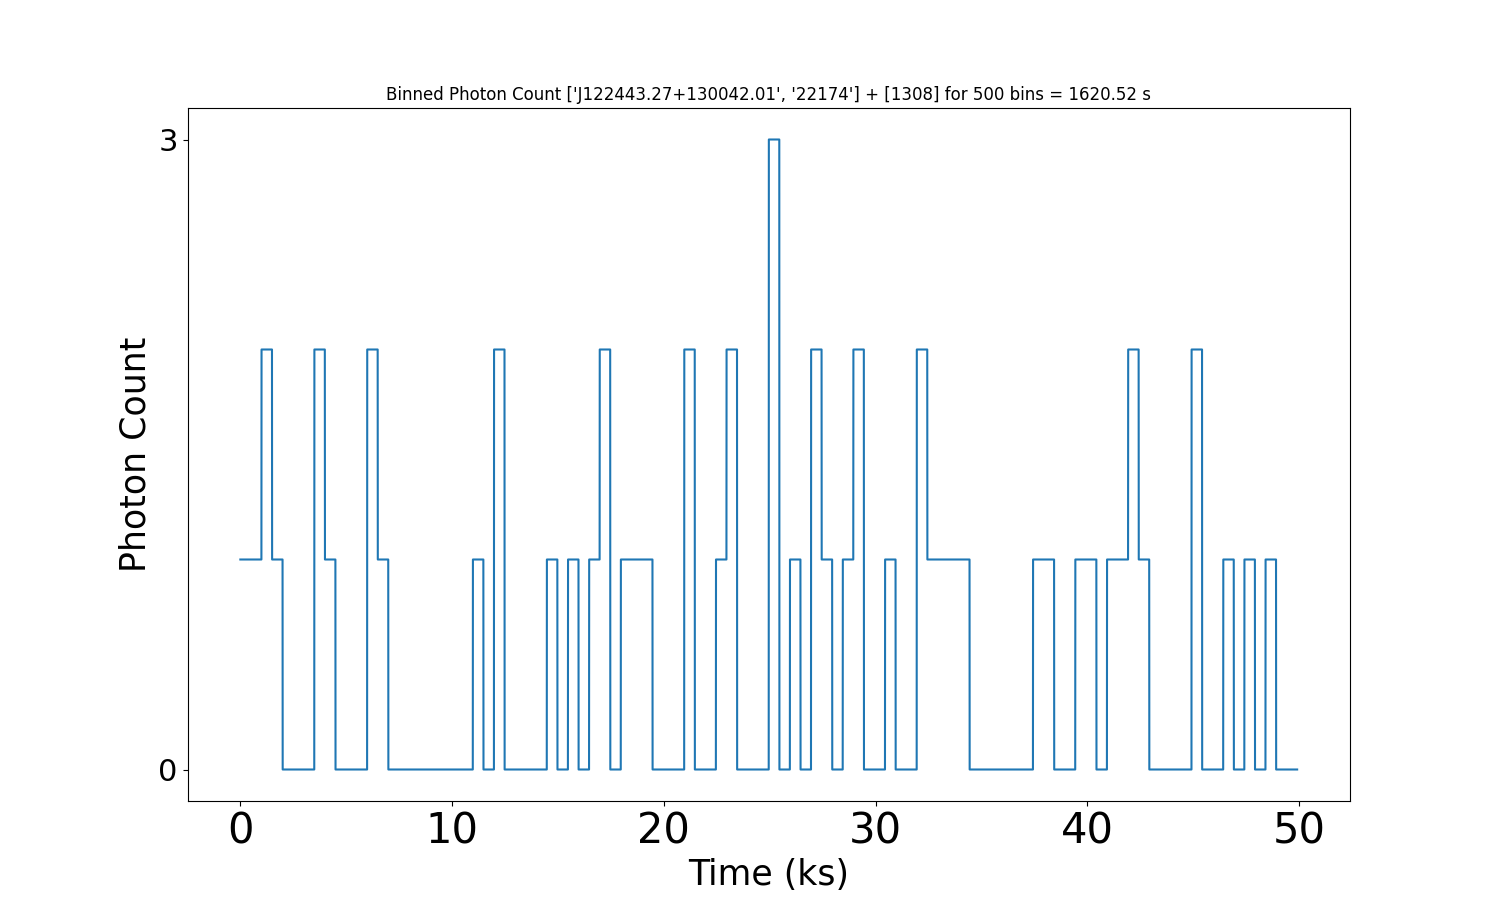 Binned Photon Count ['J122443.27+130042.01', '22174'] + [1308] for 500 bins = 1620.52 s
3
Photon Count
0
0 10 20 30 40 50
Time (ks)